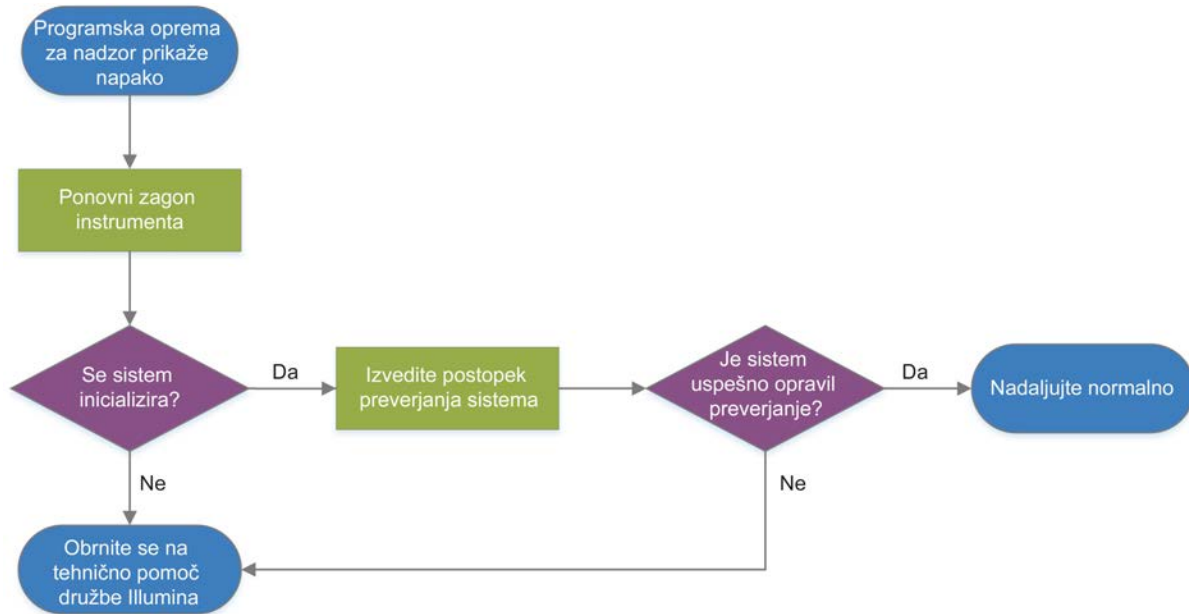 Programska oprema
za nadzor prikaže
napako
Ponovni zagon
instrumenta
Se sistem
inicializira?
Da
Izvedite postopek
preverjanja sistema
Je sistem
uspešno opravil
preverjanje?
Da
Nadaljujte normalno
Ne
Ne
Obrnite se na
tehnično pomoč
družbe Illumina